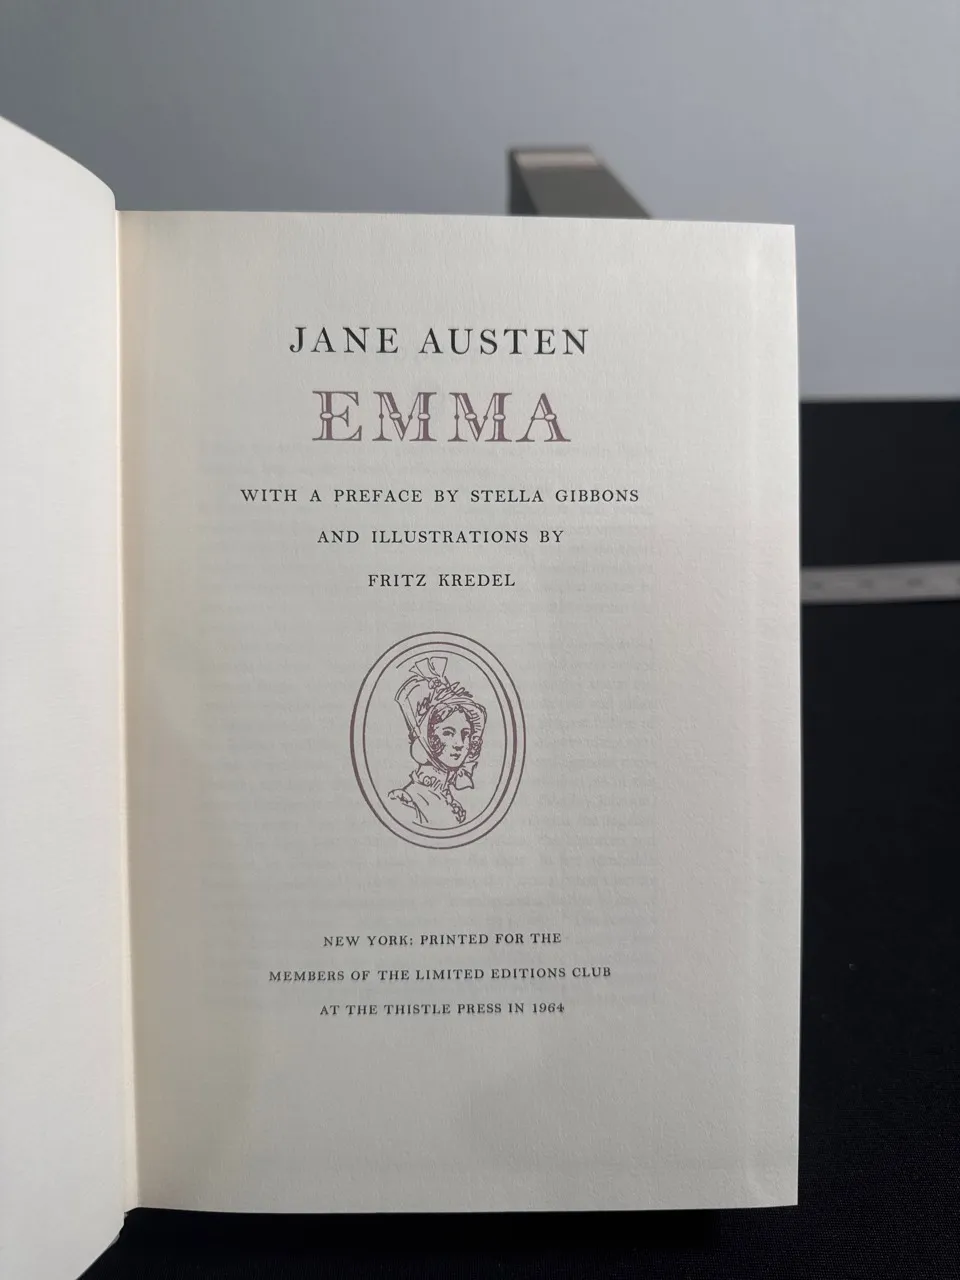 JANE AUSTEN
EMMA
WITH A PREFACE BY STELLA GIBBONS
AND ILLUSTRATIONS BY
FRITZ KREDEL
NEW YORK: PRINTED FOR THE
MEMBERS OF THE LIMITED EDITIONS CLUB
AT THE THISTLE PRESS IN 1964